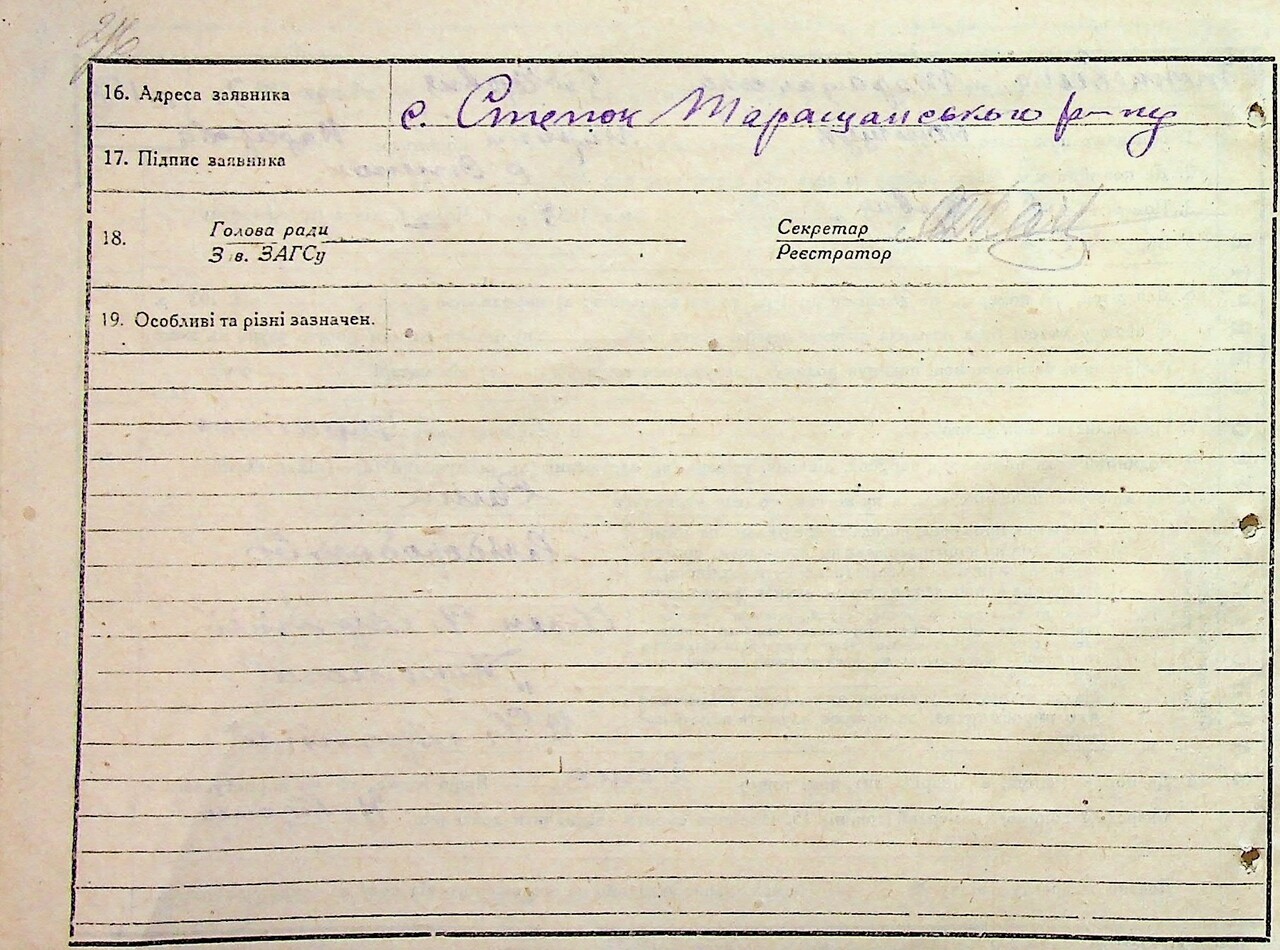 16. Адреса заявника с. Степок Таращанського р-ну
17. Підпис заявника
18. Голова ради Секретар
Зав. ЗАГСу Реєстратор
19. Особливі та різні зазначен.